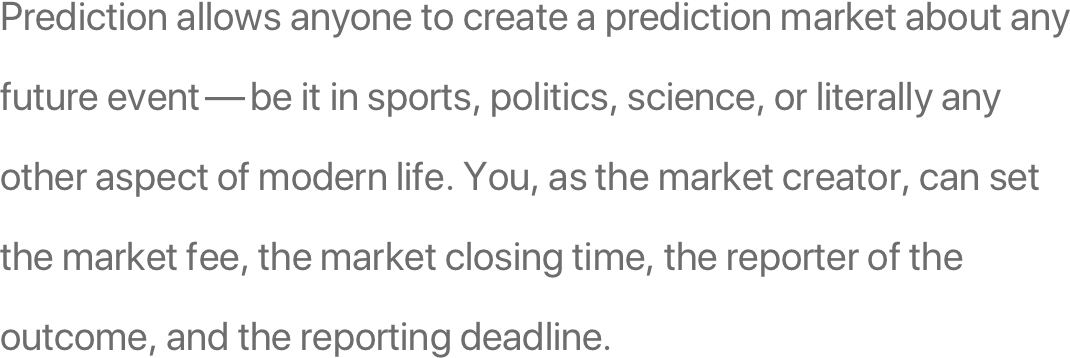 Prediction allows anyone to create a prediction market about any
future event — be it in sports, politics, science, or literally any
other aspect of modern life. You, as the market creator, can set
the market fee, the market closing time, the reporter of the
outcome, and the reporting deadline.